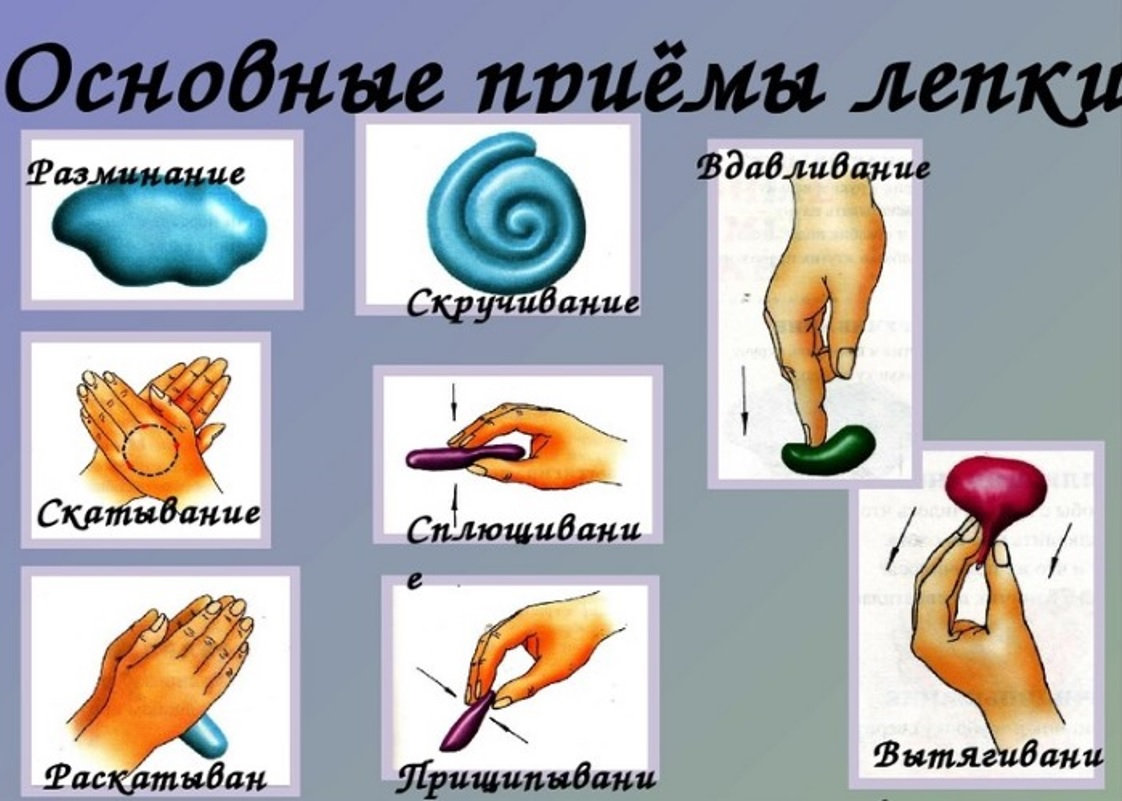 Основные приёмы лепки
Разминание
Скручивание
Вдавливание
Скатывание
Сплющивани
е
Раскатыван
Прищипывани
Вытягивани